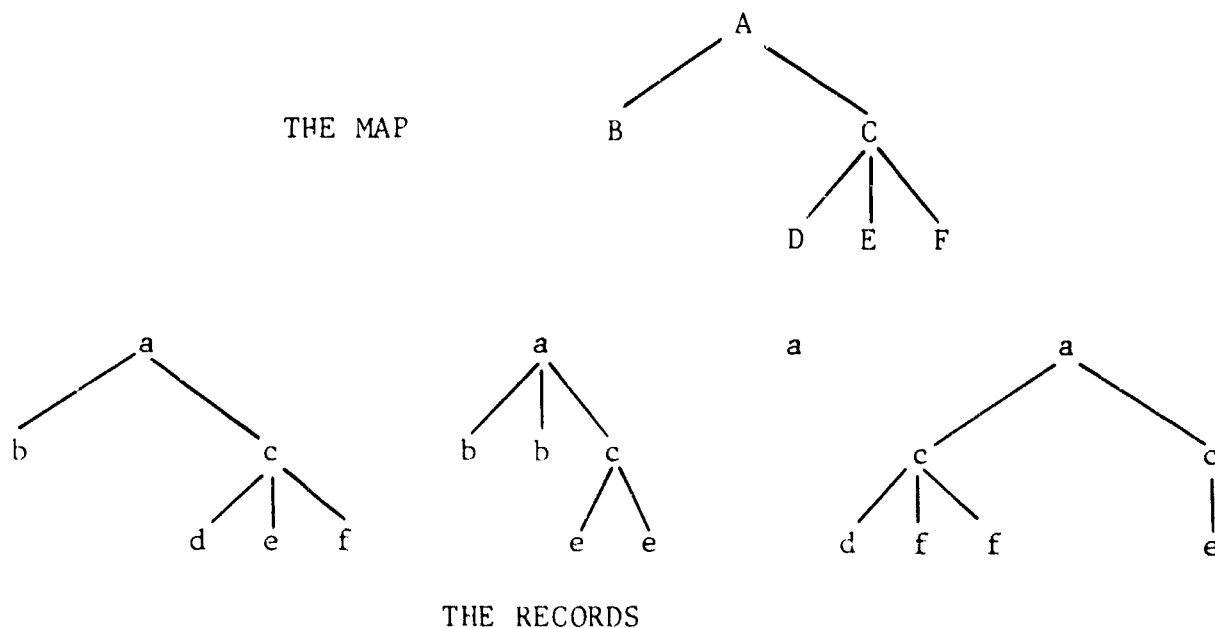 A
THE MAP B C
D E F
a a a a
b c b b c c c
d e f e e d f f e
THE RECORDS